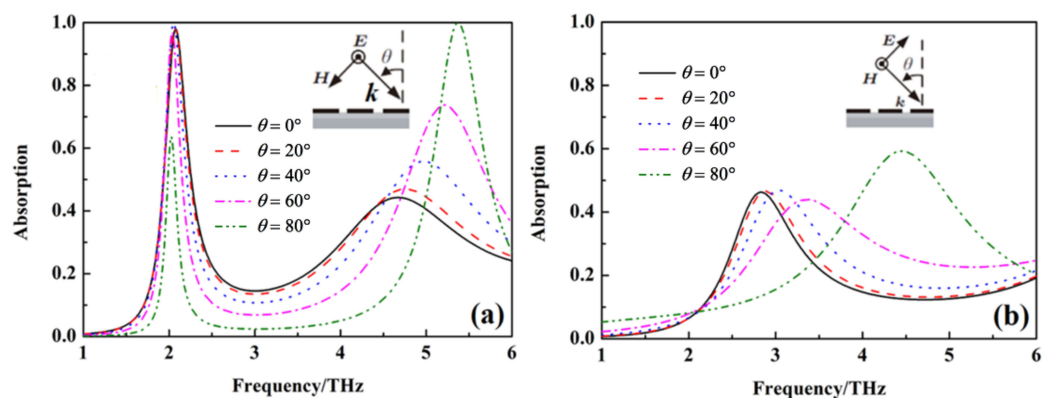 (a)
1.0
0.8
0.6
0.4
0.2
0.0
Absorption
E
θ
H
k
θ = 0°
θ = 20°
θ = 40°
θ = 60°
θ = 80°
(a)
1
2
3
4
5
6
Frequency/THz
(b)
1.0
0.8
0.6
0.4
0.2
0.0
Absorption
E
θ
H
k
θ = 0°
θ = 20°
θ = 40°
θ = 60°
θ = 80°
(b)
1
2
3
4
5
6
Frequency/THz